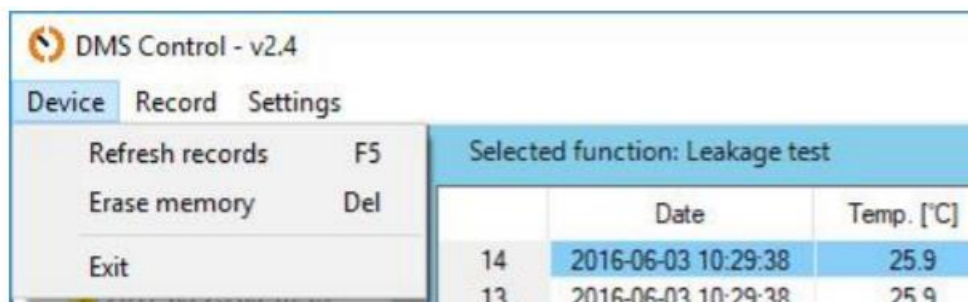 DMS Control - v2.4
Device Record Settings
Refresh records F5
Erase memory Del
Exit
Selected function: Leakage test
Date Temp. [°C]
14 2016-06-03 10:29:38 25.9
13 2016-06-03 10:29:38 25.9